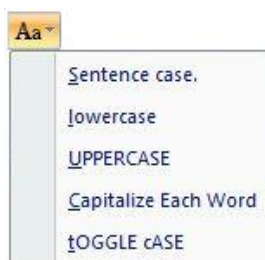 Aa
Sentence case.
lowercase
UPPERCASE
Capitalize Each Word
tOGGLE cASE